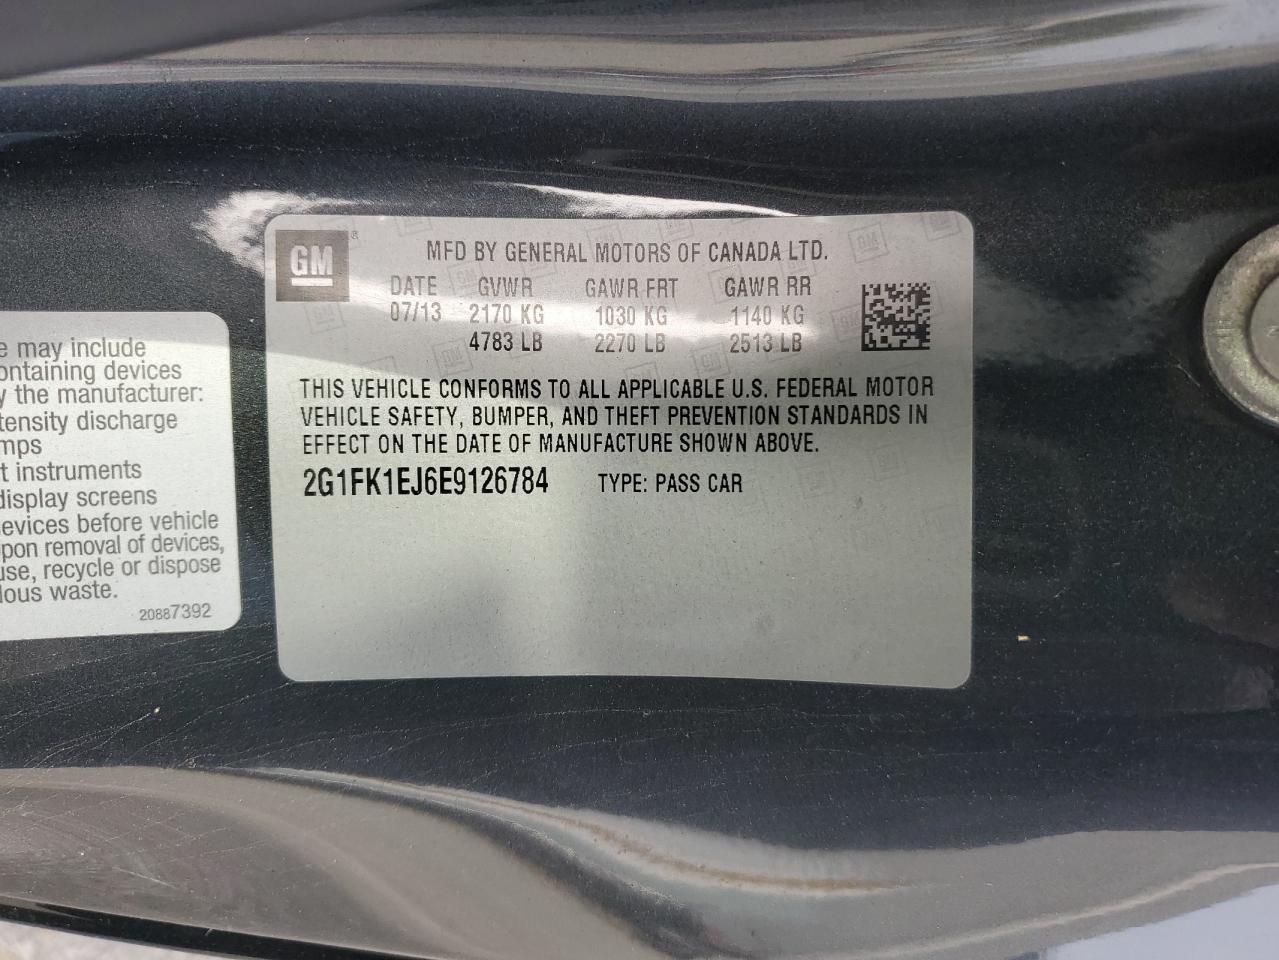 GM
®
MFD BY GENERAL MOTORS OF CANADA LTD.
DATE GVWR GAWR FRT GAWR RR
07/13 2170 KG 1030 KG 1140 KG
4783 LB 2270 LB 2513 LB
THIS VEHICLE CONFORMS TO ALL APPLICABLE U.S. FEDERAL MOTOR
VEHICLE SAFETY, BUMPER, AND THEFT PREVENTION STANDARDS IN
EFFECT ON THE DATE OF MANUFACTURE SHOWN ABOVE.
2G1FK1EJ6E9126784 TYPE: PASS CAR
e may include
ontaining devices
y the manufacturer:
tensity discharge
mps
t instruments
display screens
evices before vehicle
pon removal of devices,
use, recycle or dispose
lous waste.
20887392